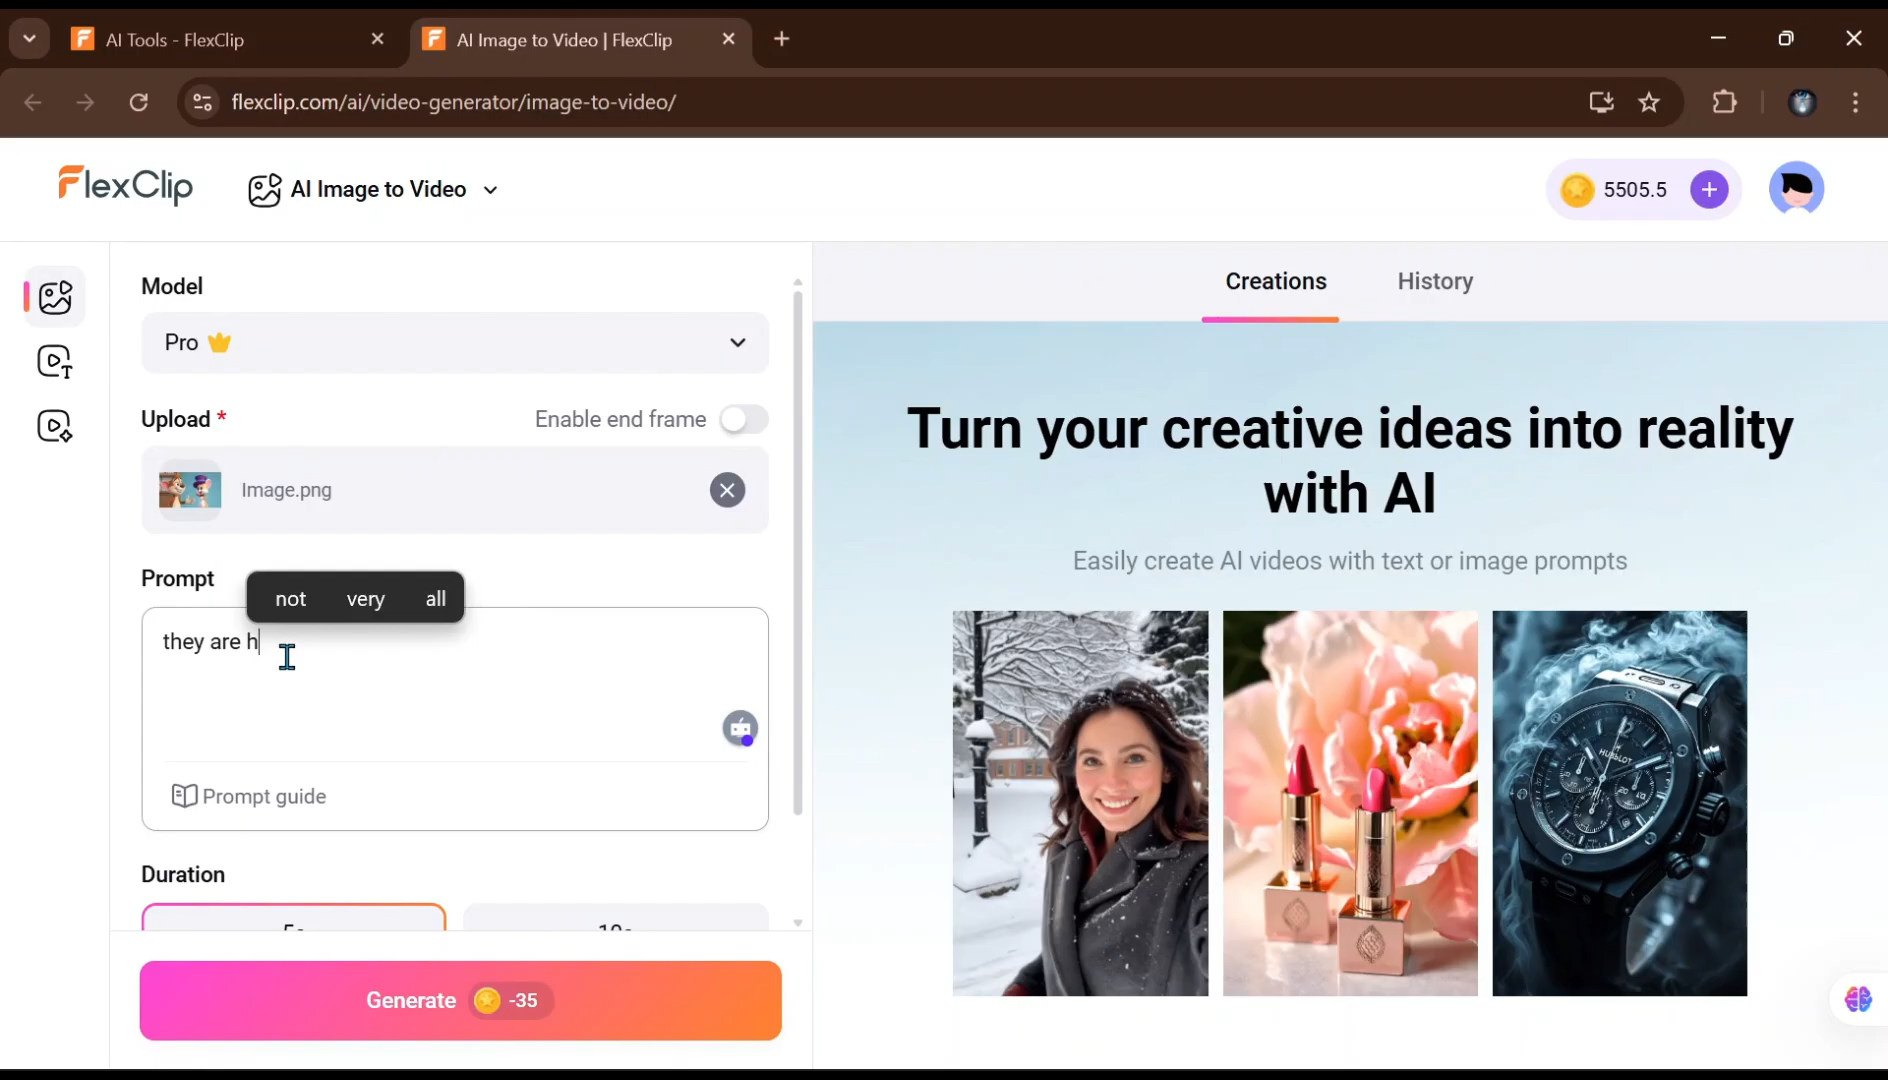 AI Tools - FlexClip
AI Image to Video | FlexClip
flexclip.com/ai/video-generator/image-to-video/
FlexClip
AI Image to Video
5505.5
Model
Pro
Upload *
Enable end frame
Image.png
Prompt
not very all
they are h
Prompt guide
Duration
5s
10s
Generate -35
Creations
History
Turn your creative ideas into reality
with AI
Easily create AI videos with text or image prompts
HUBLOT